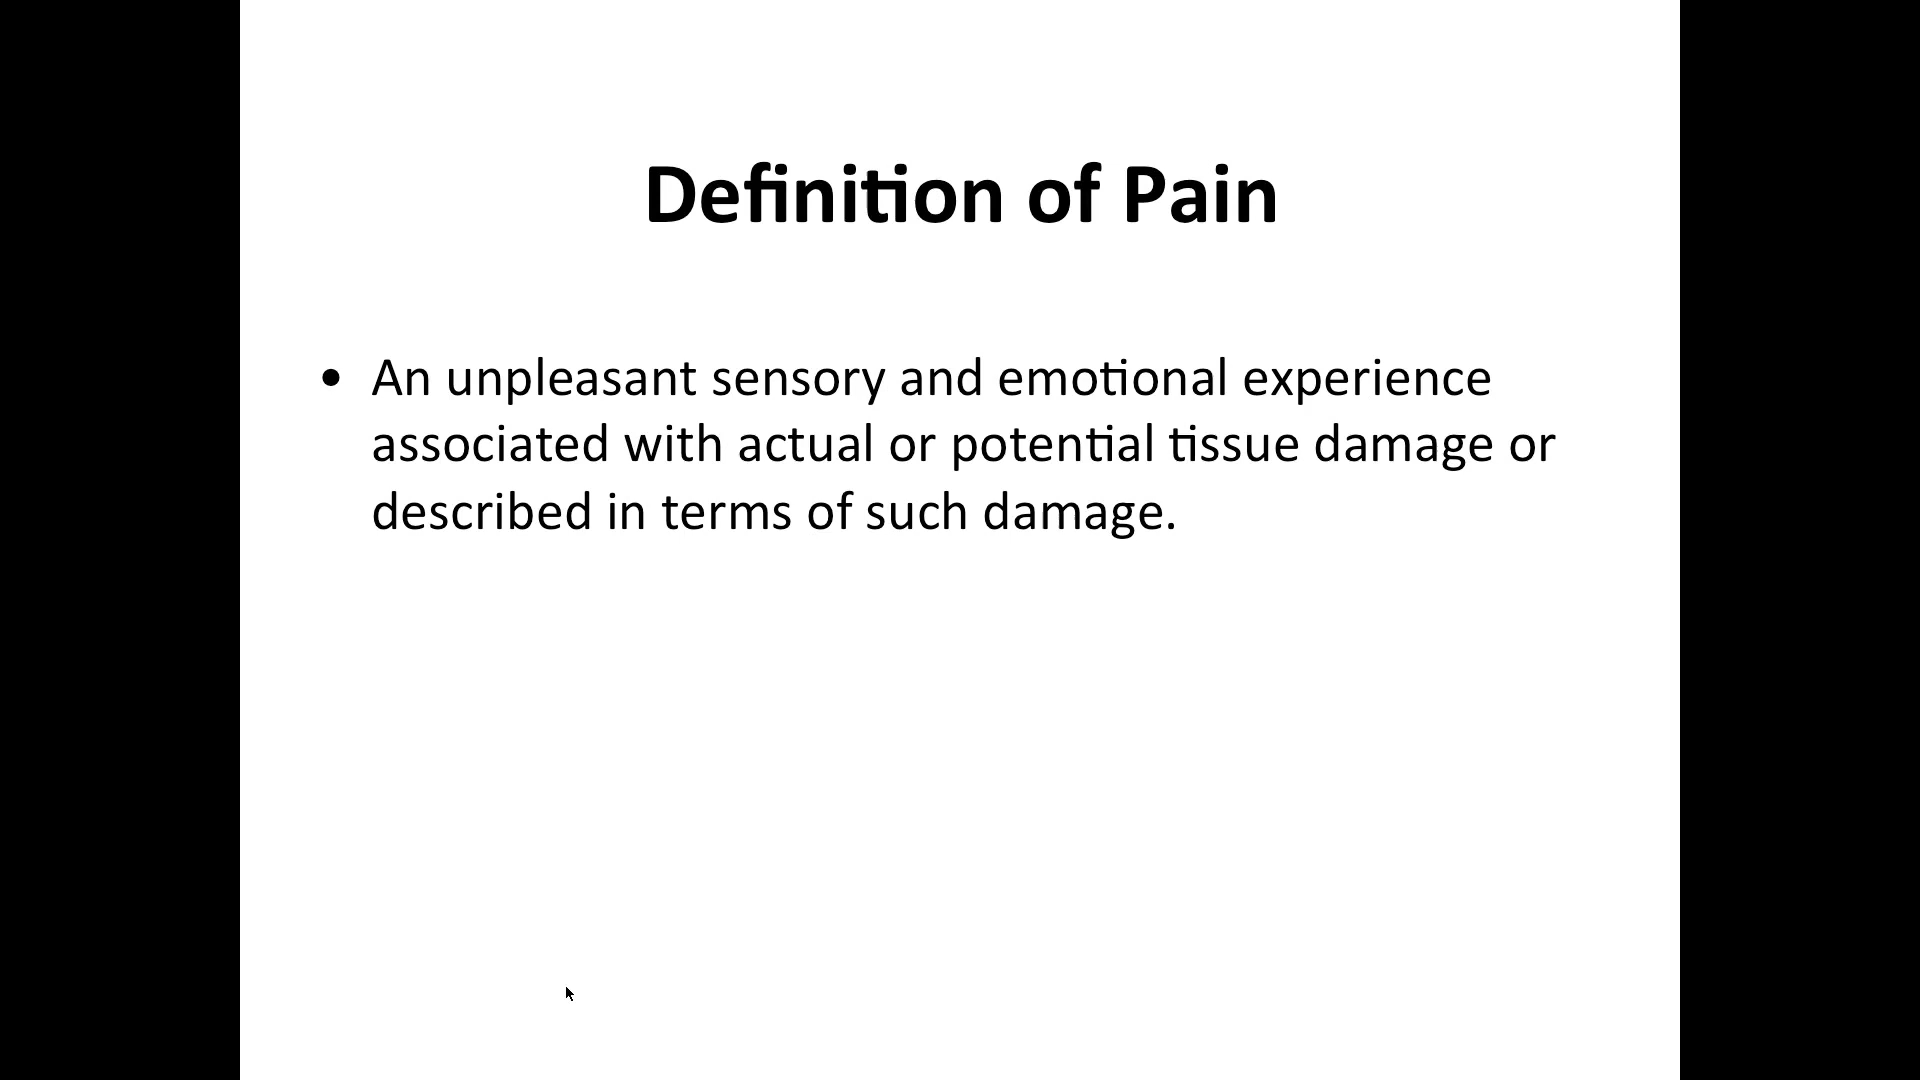 Definition of Pain
• An unpleasant sensory and emotional experience
associated with actual or potential tissue damage or
described in terms of such damage.